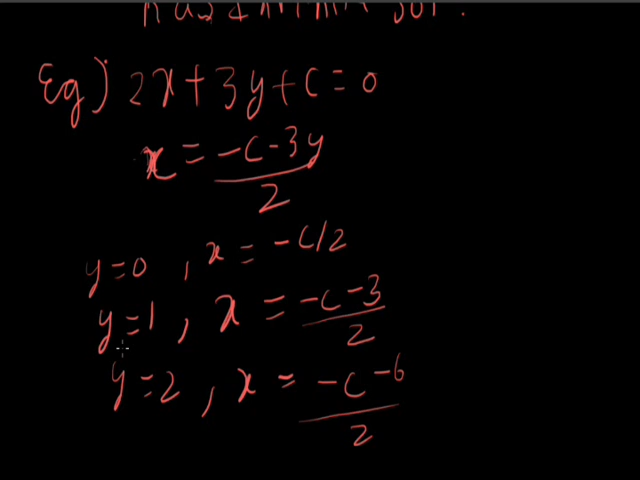 Eg) 2x+3y+c=0
x = -c-3y/2
y=0, x = -c/2
y=1, x = -c-3/2
y=2, x = -c-6/2